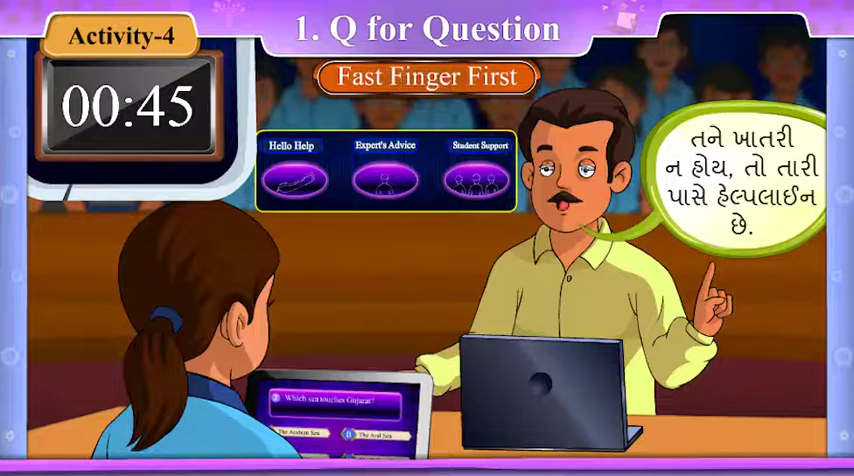 Activity-4
1. Q for Question
Fast Finger First
00:45
Hello Help
Expert's Advice
Student Support
તને ખાતરી
ન હોય, તો તારી
પાસે હેલ્પલાઈન
છે.
Which sea touches Gujarat?
The Arabian Sea
B The Aral Sea